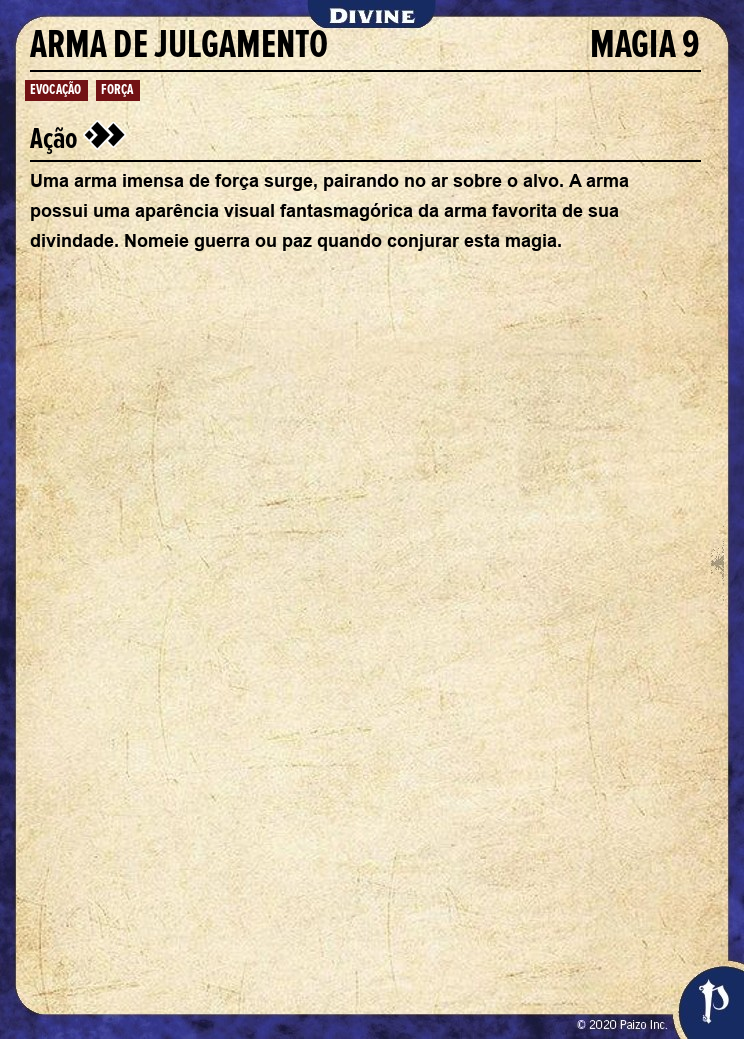 DIVINE
ARMA DE JULGAMENTO MAGIA 9
EVOCAÇÃO FORÇA
Ação
Uma arma imensa de força surge, pairando no ar sobre o alvo. A arma
possui uma aparência visual fantasmagórica da arma favorita de sua
divindade. Nomeie guerra ou paz quando conjurar esta magia.
© 2020 Paizo Inc.
P